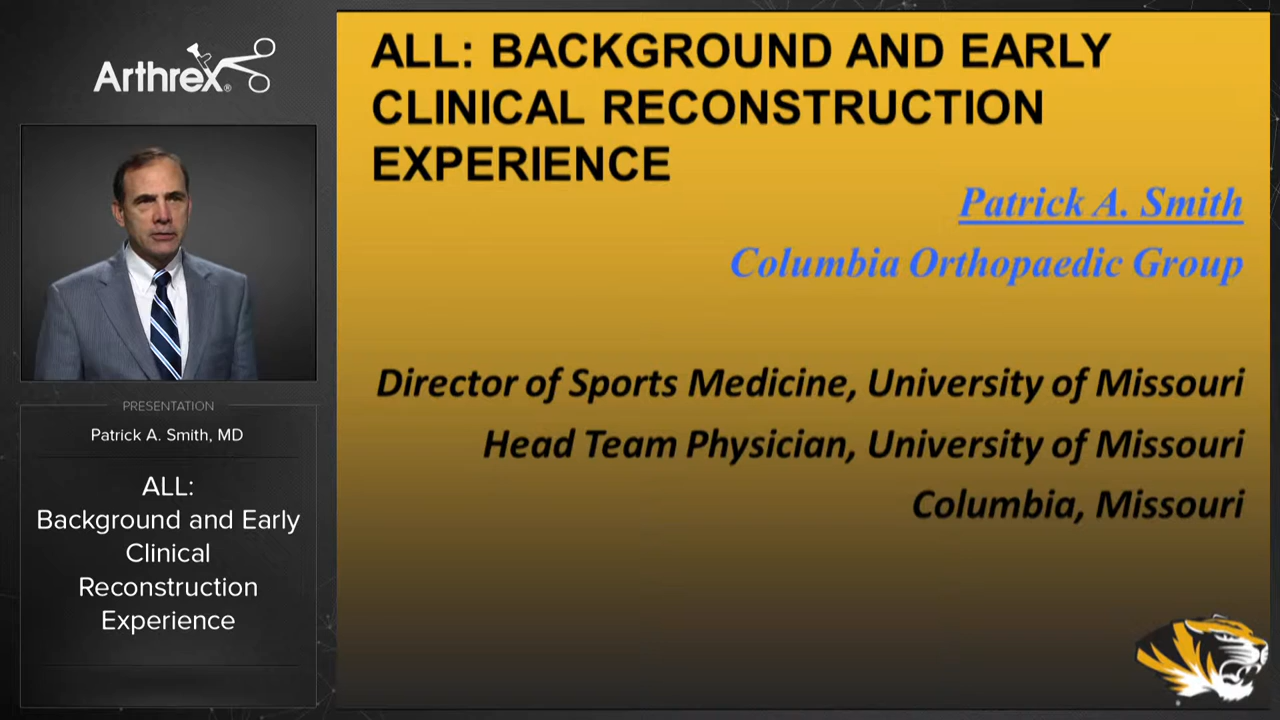 Arthrex®
PRESENTATION
Patrick A. Smith, MD
ALL:
Background and Early
Clinical
Reconstruction
Experience
ALL: BACKGROUND AND EARLY
CLINICAL RECONSTRUCTION
EXPERIENCE
Patrick A. Smith
Columbia Orthopaedic Group
Director of Sports Medicine, University of Missouri
Head Team Physician, University of Missouri
Columbia, Missouri